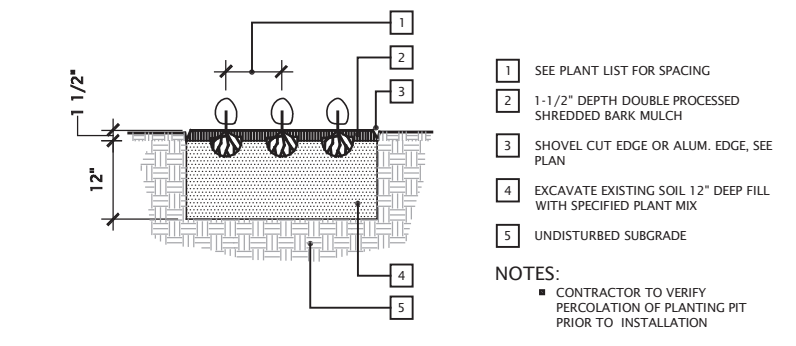 1
2
3
1 1/2"
12"
4
5
1 SEE PLANT LIST FOR SPACING
2 1-1/2" DEPTH DOUBLE PROCESSED
SHREDDED BARK MULCH
3 SHOVEL CUT EDGE OR ALUM. EDGE, SEE
PLAN
4 EXCAVATE EXISTING SOIL 12" DEEP FILL
WITH SPECIFIED PLANT MIX
5 UNDISTURBED SUBGRADE
NOTES:
■ CONTRACTOR TO VERIFY
PERCOLATION OF PLANTING PIT
PRIOR TO INSTALLATION